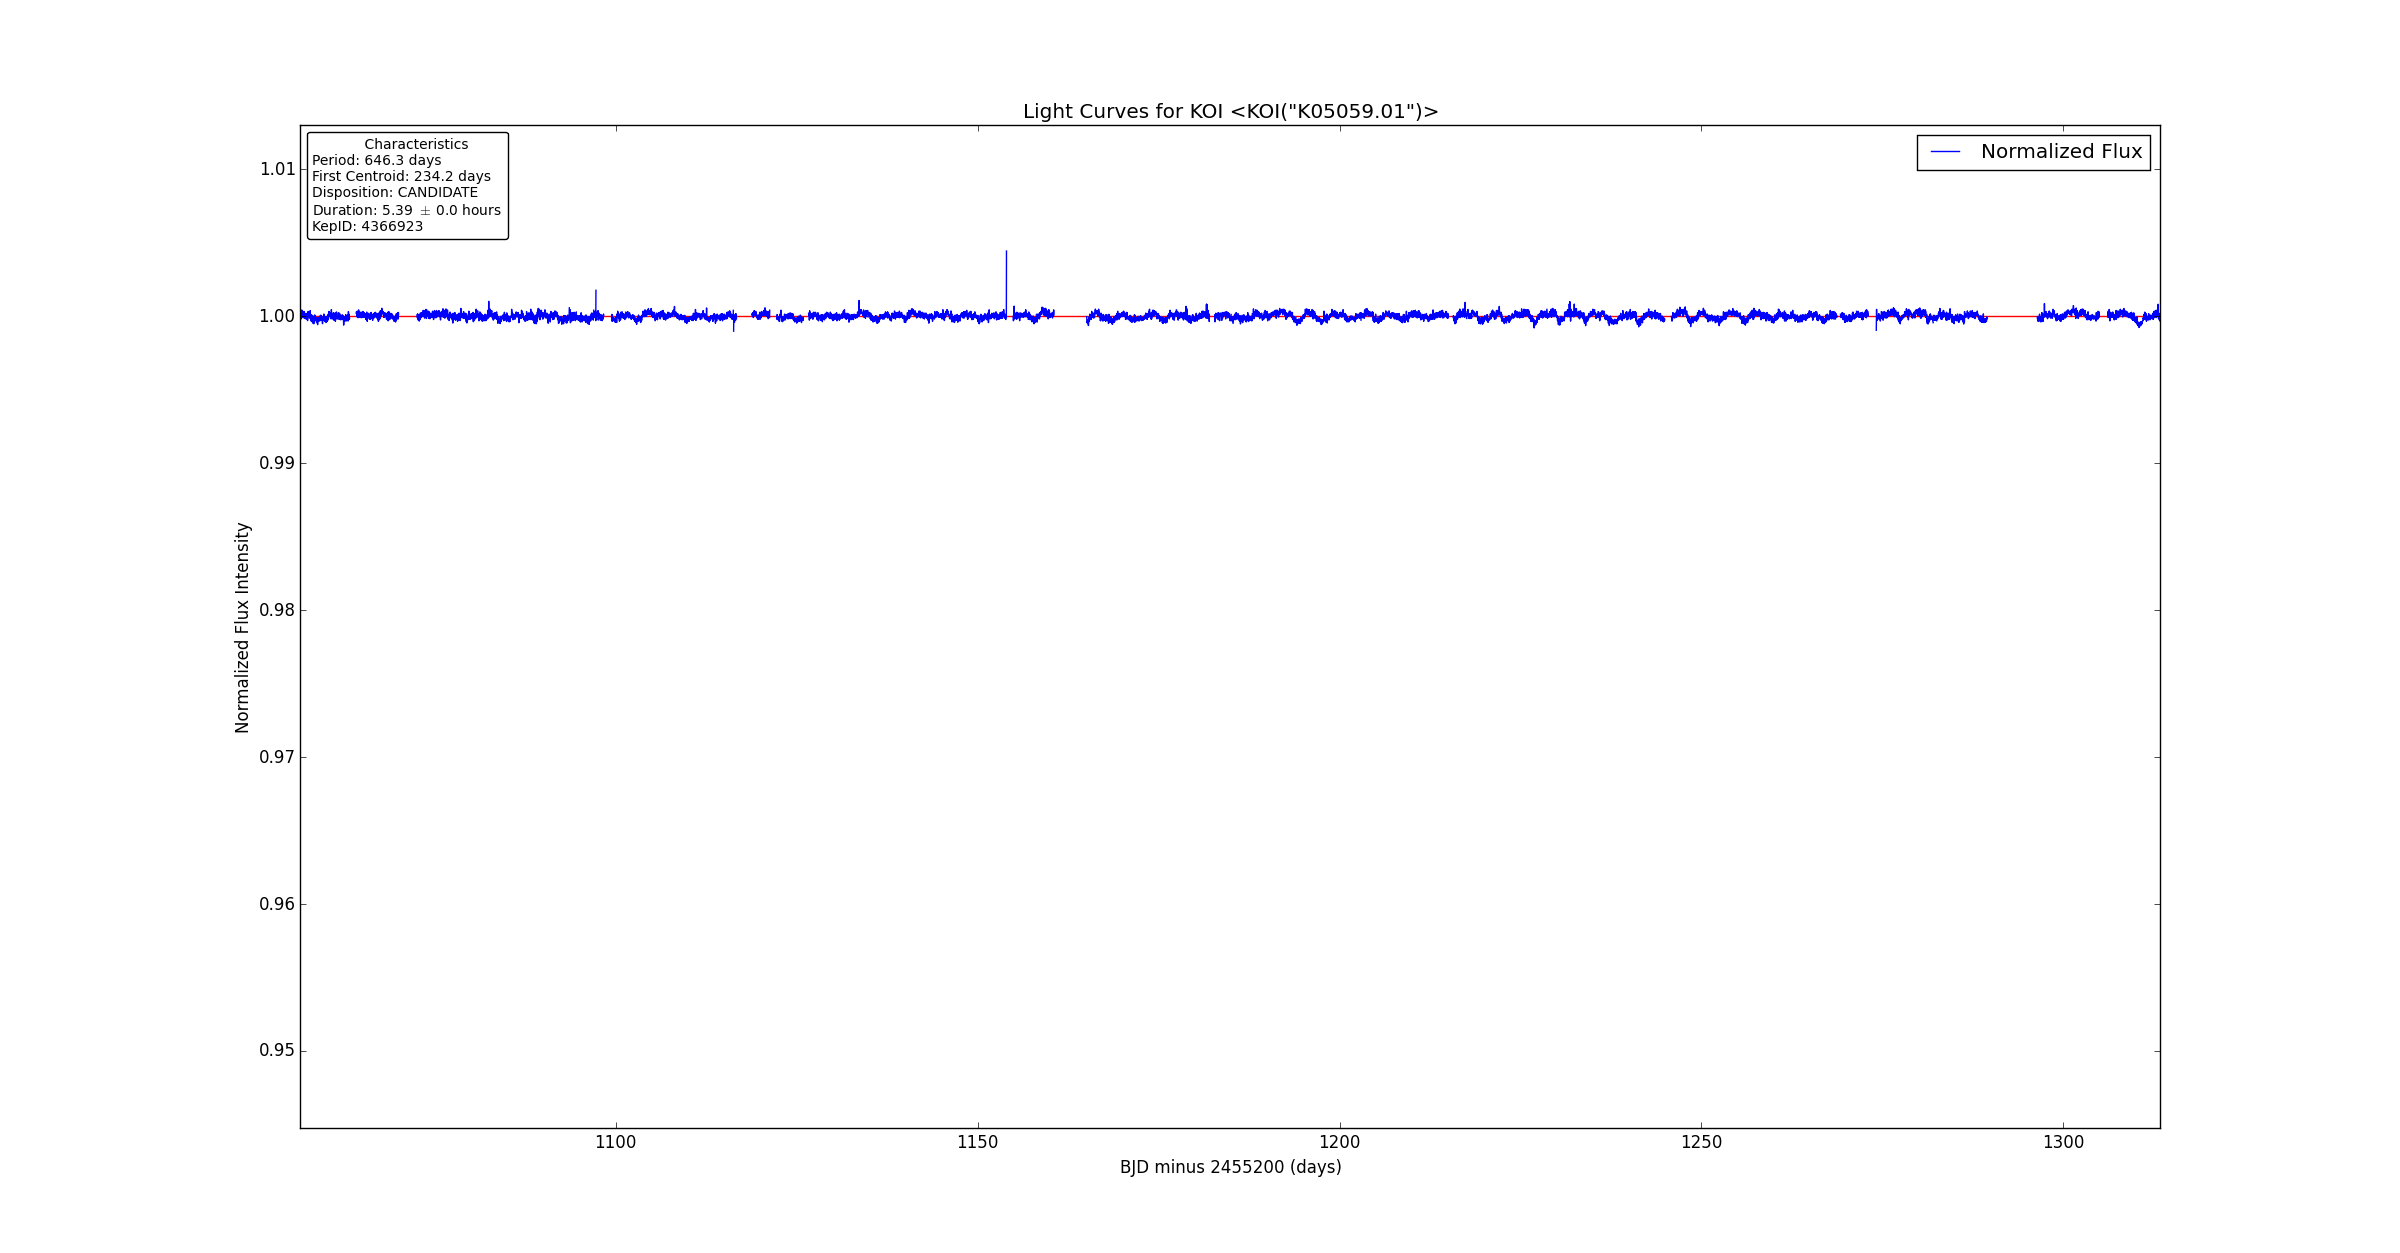 Light Curves for KOI <KOI("K05059.01")>
Characteristics
Period: 646.3 days
First Centroid: 234.2 days
Disposition: CANDIDATE
Duration: 5.39 ± 0.0 hours
KepID: 4366923
Normalized Flux
1.01
1.00
0.99
0.98
0.97
0.96
0.95
Normalized Flux Intensity
1100 1150 1200 1250 1300
BJD minus 2455200 (days)